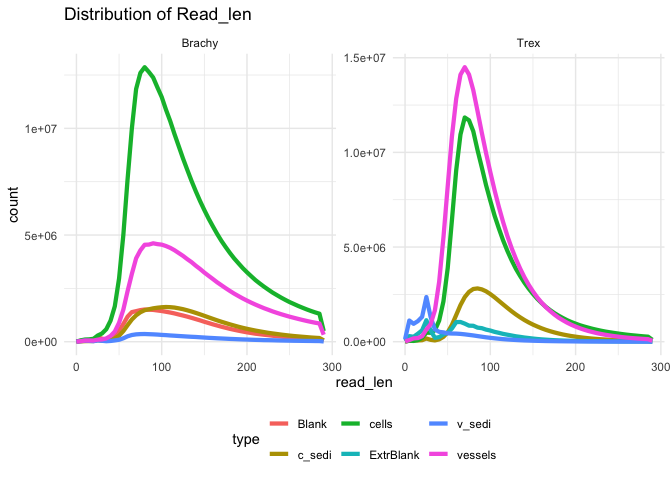 Distribution of Read_len
Brachy
Trex
count
1e+07
5e+06
0e+00
1.5e+07
1.0e+07
5.0e+06
0.0e+00
0 100 200 300
0 100 200 300
read_len
type
Blank cells v_sedi
c_sedi ExtrBlank vessels